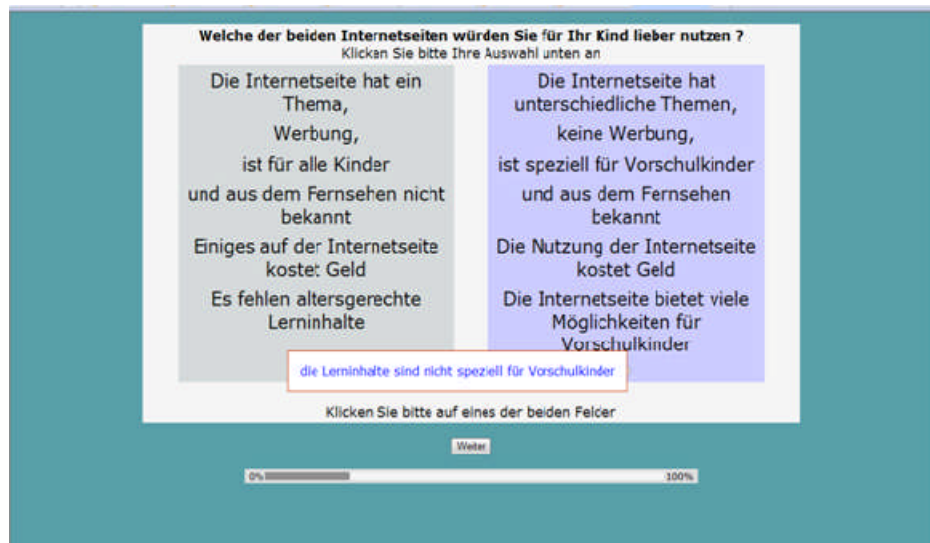 Welche der beiden Internetseiten würden Sie für Ihr Kind lieber nutzen ?
Klicken Sie bitte Ihre Auswahl unten an
Die Internetseite hat ein
Thema,
Werbung,
ist für alle Kinder
und aus dem Fernsehen nicht
bekannt
Einiges auf der Internetseite
kostet Geld
Es fehlen altersgerechte
Lerninhalte
Die Internetseite hat
unterschiedliche Themen,
keine Werbung,
ist speziell für Vorschulkinder
und aus dem Fernsehen
bekannt
Die Nutzung der Internetseite
kostet Geld
Die Internetseite bietet viele
Möglichkeiten für
Vorschulkinder
die Lerninhalte sind nicht speziell für Vorschulkinder
Klicken Sie bitte auf eines der beiden Felder
Weiter
0% 100%